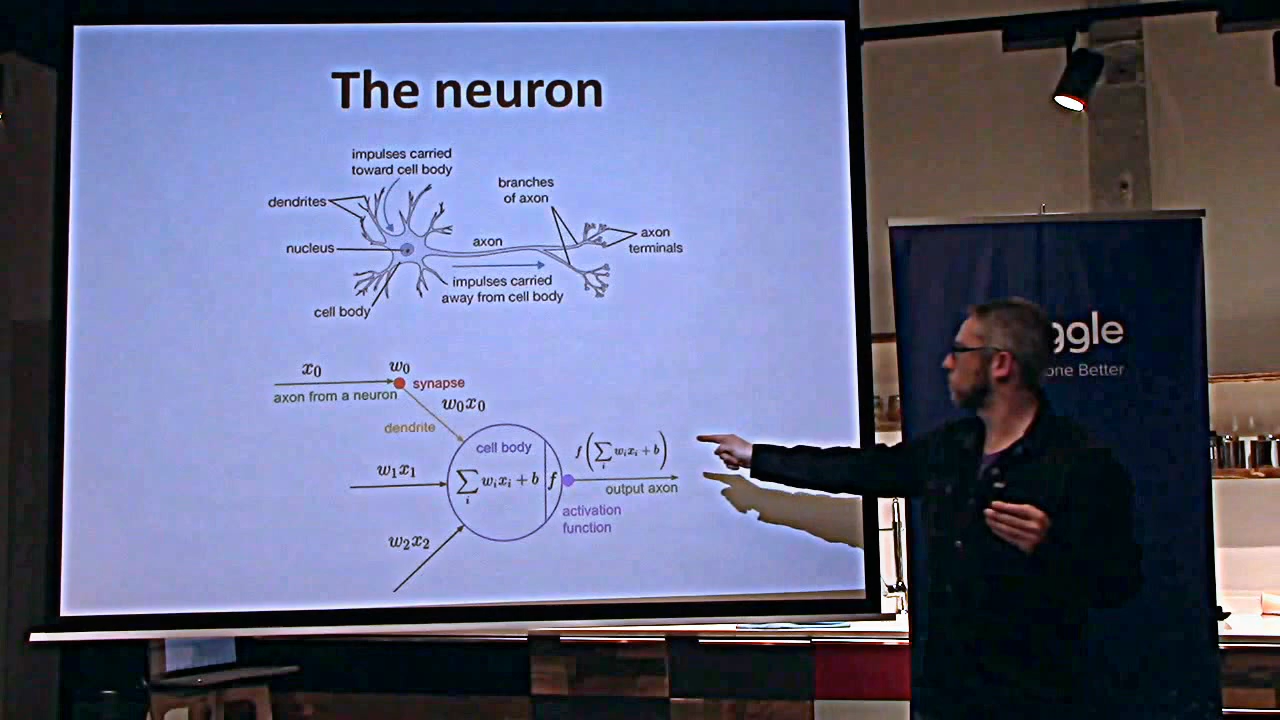 The neuron
impulses carried
toward cell body
dendrites
nucleus
cell body
axon
impulses carried
away from cell body
branches
of axon
axon
terminals
x₀
w₀
synapse
axon from a neuron
w₀x₀
dendrite
cell body
w₁x₁
∑ᵢ wᵢxᵢ + b
f
f(∑ᵢ wᵢxᵢ + b)
output axon
activation
function
w₂x₂
ggle
one Better